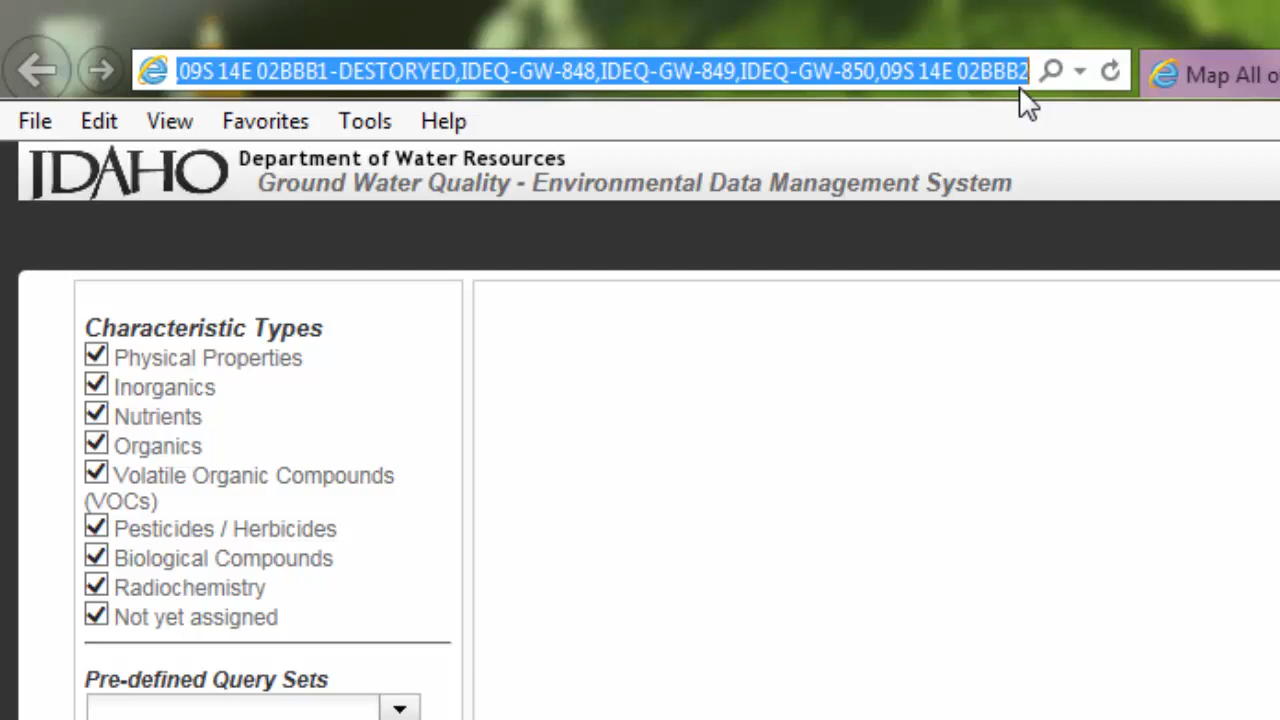 ,09S 14E 02BBB1-DESTORYED,IDEQ-GW-848,IDEQ-GW-849,IDEQ-GW-850,09S 14E 02BBB2
Map All o
File Edit View Favorites Tools Help
IDAHO Department of Water Resources
Ground Water Quality - Environmental Data Management System
Characteristic Types
Physical Properties
Inorganics
Nutrients
Organics
Volatile Organic Compounds
(VOCs)
Pesticides / Herbicides
Biological Compounds
Radiochemistry
Not yet assigned
Pre-defined Query Sets